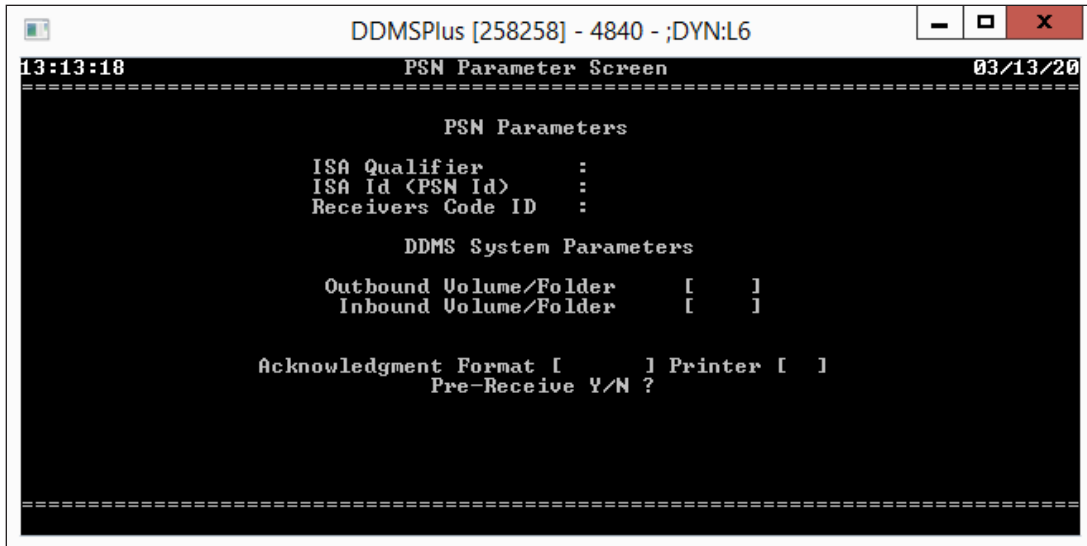 DDMSPlus [258258] - 4840 - ;DYN:L6
13:13:18 PSN Parameter Screen 03/13/20
================================================================================
PSN Parameters
ISA Qualifier :
ISA Id (PSN Id) :
Receivers Code ID :
DDMS System Parameters
Outbound Volume/Folder [ ]
Inbound Volume/Folder [ ]
Acknowledgment Format [ ] Printer [ ]
Pre-Receive Y/N ?
================================================================================